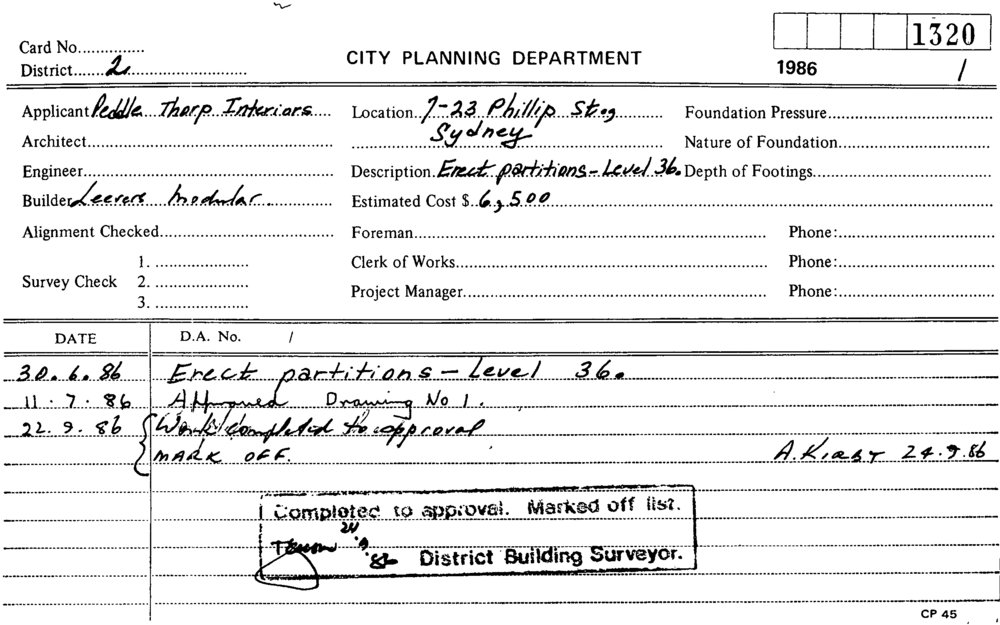 1320
Card No...............
CITY PLANNING DEPARTMENT
District.......2...........................
1986 /
Applicant Peddle Thorp Interiors
Location 7-23 Phillip St.,
Foundation Pressure
Architect
Sydney
Nature of Foundation
Engineer
Description Erect partitions - Level 36.
Depth of Footings
Builder Leevers Modular.
Estimated Cost $ 6,500
Alignment Checked
Foreman
Phone:
Survey Check
1.
2.
3.
Clerk of Works
Phone:
Project Manager
Phone:
DATE D.A. No. /
30.6.86 Erect partitions - Level 36.
11.7.86 Approved Drawing No 1.
22.9.86 Work completed to approval
MARK OFF. A. Kirby 24.9.86
Completed to approval. Marked off list.
24.9.86
District Building Surveyor.
CP 45